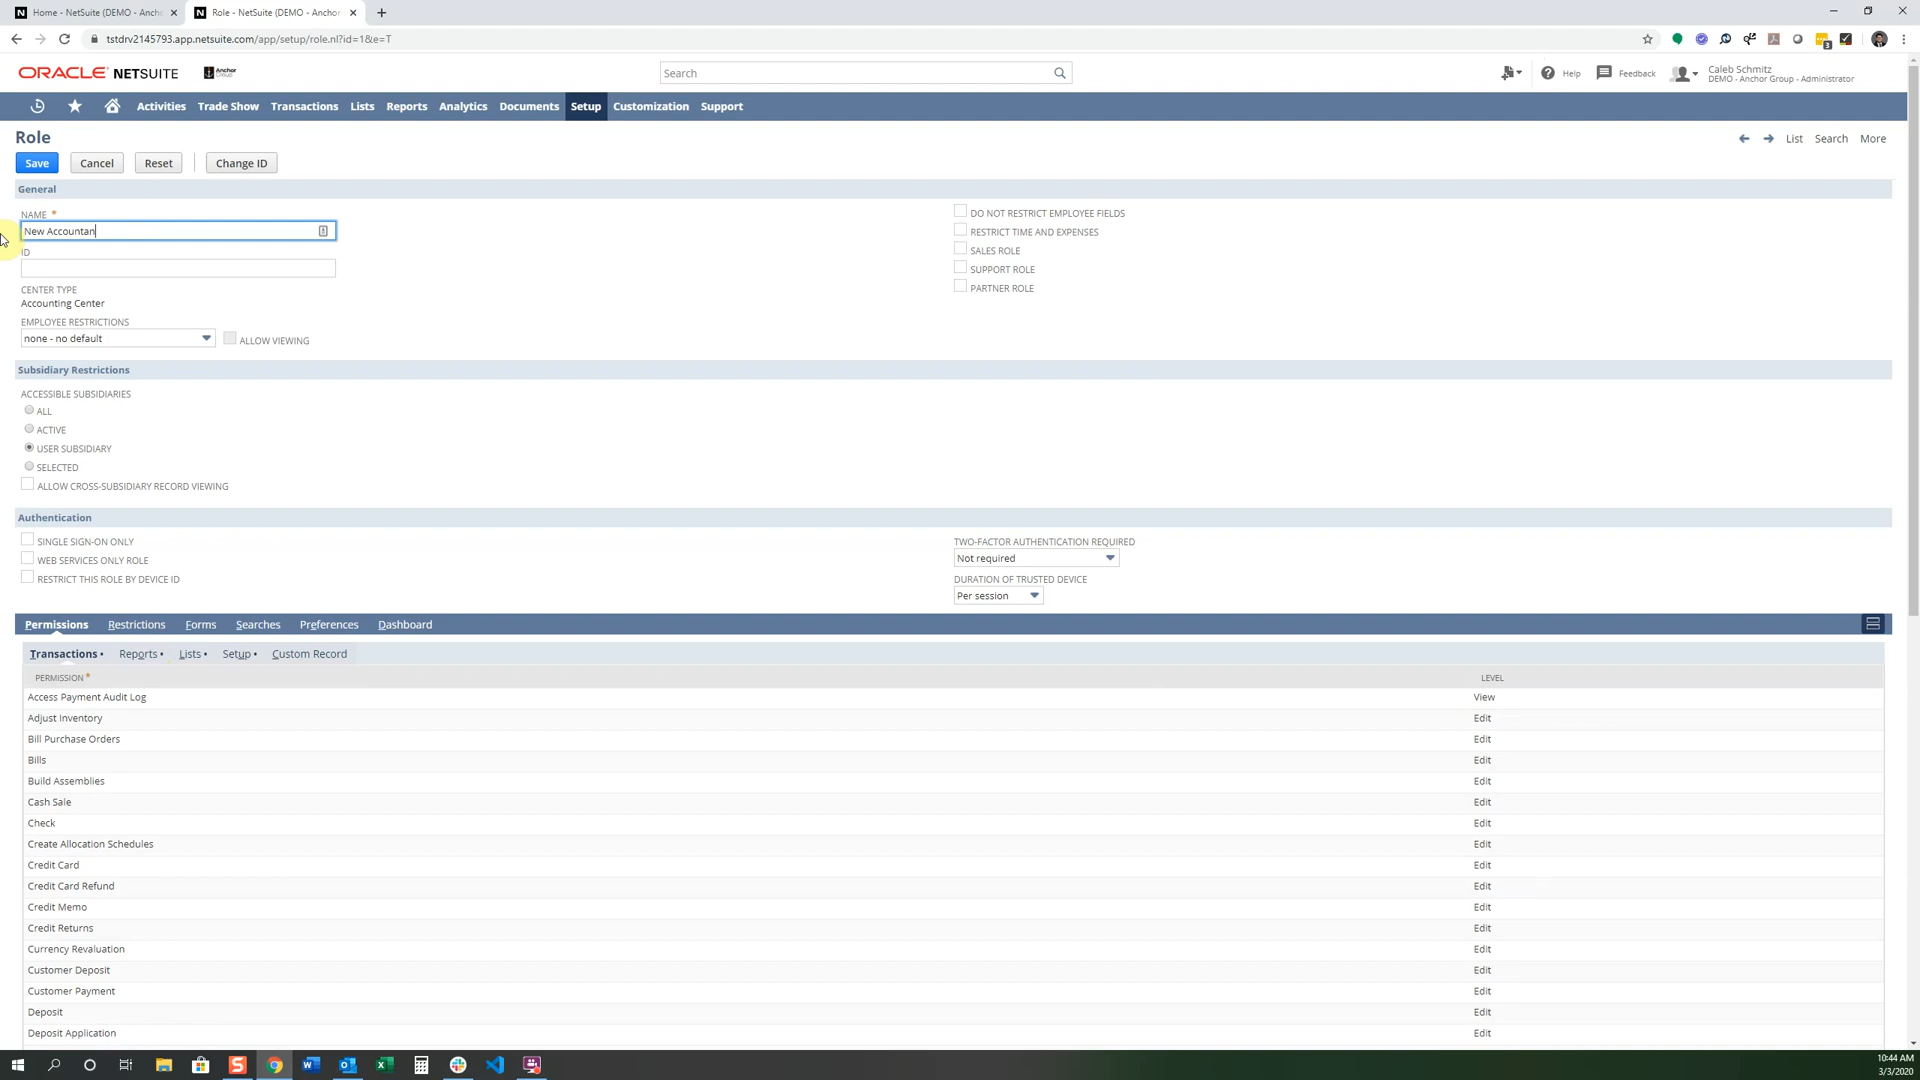 Home - NetSuite (DEMO - Ancho
Role - NetSuite (DEMO - Anchor
tstdrv2145793.app.netsuite.com/app/setup/role.nl?id=1&e=T
ORACLE NETSUITE
Anchor Group
Search
Help
Feedback
Caleb Schmitz
DEMO - Anchor Group - Administrator
Activities Trade Show Transactions Lists Reports Analytics Documents Setup Customization Support
Role
List Search More
Save Cancel Reset Change ID
General
NAME *
New Accountan
ID
CENTER TYPE
Accounting Center
EMPLOYEE RESTRICTIONS
none - no default
ALLOW VIEWING
DO NOT RESTRICT EMPLOYEE FIELDS
RESTRICT TIME AND EXPENSES
SALES ROLE
SUPPORT ROLE
PARTNER ROLE
Subsidiary Restrictions
ACCESSIBLE SUBSIDIARIES
ALL
ACTIVE
USER SUBSIDIARY
SELECTED
ALLOW CROSS-SUBSIDIARY RECORD VIEWING
Authentication
SINGLE SIGN-ON ONLY
WEB SERVICES ONLY ROLE
RESTRICT THIS ROLE BY DEVICE ID
TWO-FACTOR AUTHENTICATION REQUIRED
Not required
DURATION OF TRUSTED DEVICE
Per session
Permissions Restrictions Forms Searches Preferences Dashboard
Transactions • Reports • Lists • Setup • Custom Record
PERMISSION * LEVEL
Access Payment Audit Log View
Adjust Inventory Edit
Bill Purchase Orders Edit
Bills Edit
Build Assemblies Edit
Cash Sale Edit
Check Edit
Create Allocation Schedules Edit
Credit Card Edit
Credit Card Refund Edit
Credit Memo Edit
Credit Returns Edit
Currency Revaluation Edit
Customer Deposit Edit
Customer Payment Edit
Deposit Edit
Deposit Application Edit
10:44 AM
3/3/2020